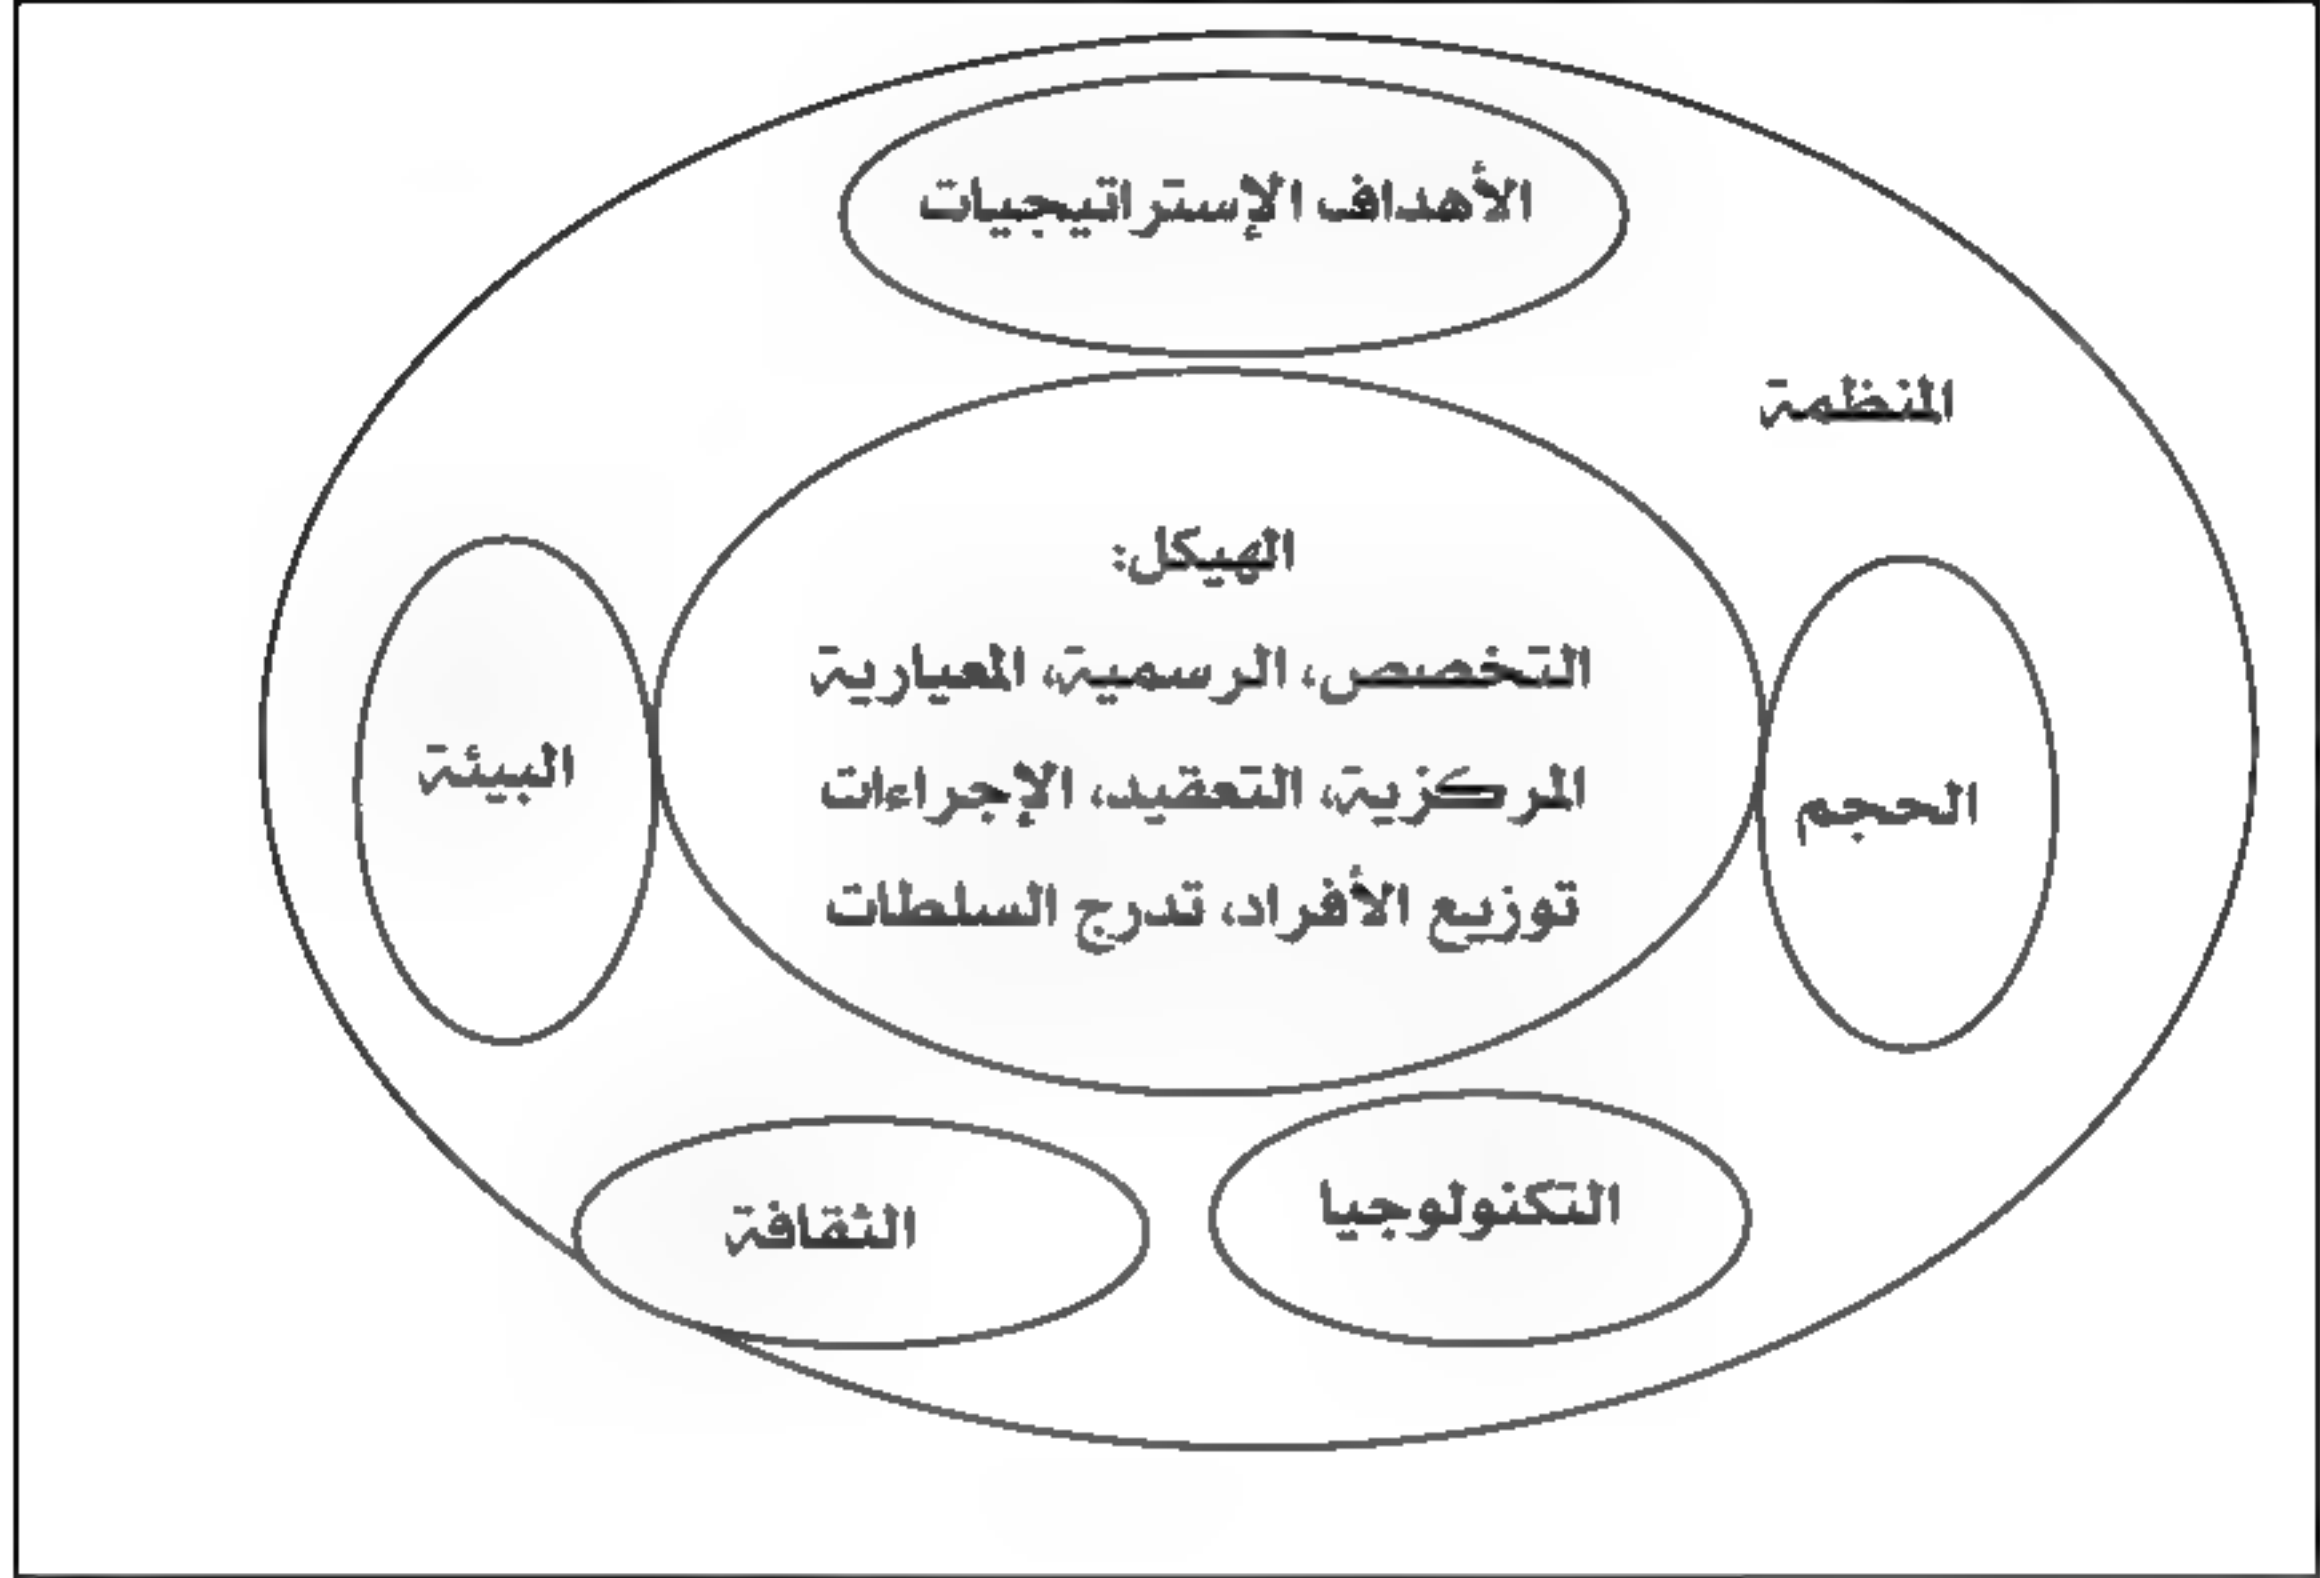 الأهداف الإستراتيجيات
المنظمة
الهيكل:
التخصص، الرسمية، المعيارية
المركزية، التعقيد، الإجراءات
توزيع الأفراد، تدرج السلطات
الحجم
البيئة
التكنولوجيا
الثقافة